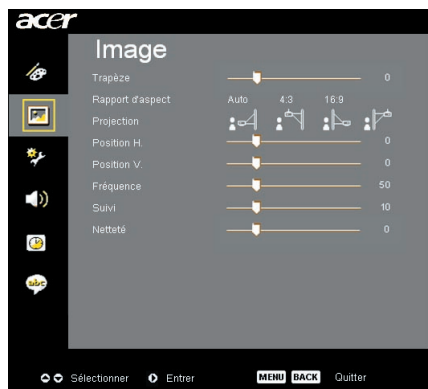 acer
Image
Trapèze 0
Rapport d'aspect Auto 4:3 16:9
Projection
Position H. 0
Position V. 0
Fréquence 50
Suivi 10
Netteté 0
abc
Sélectionner Entrer MENU BACK Quitter